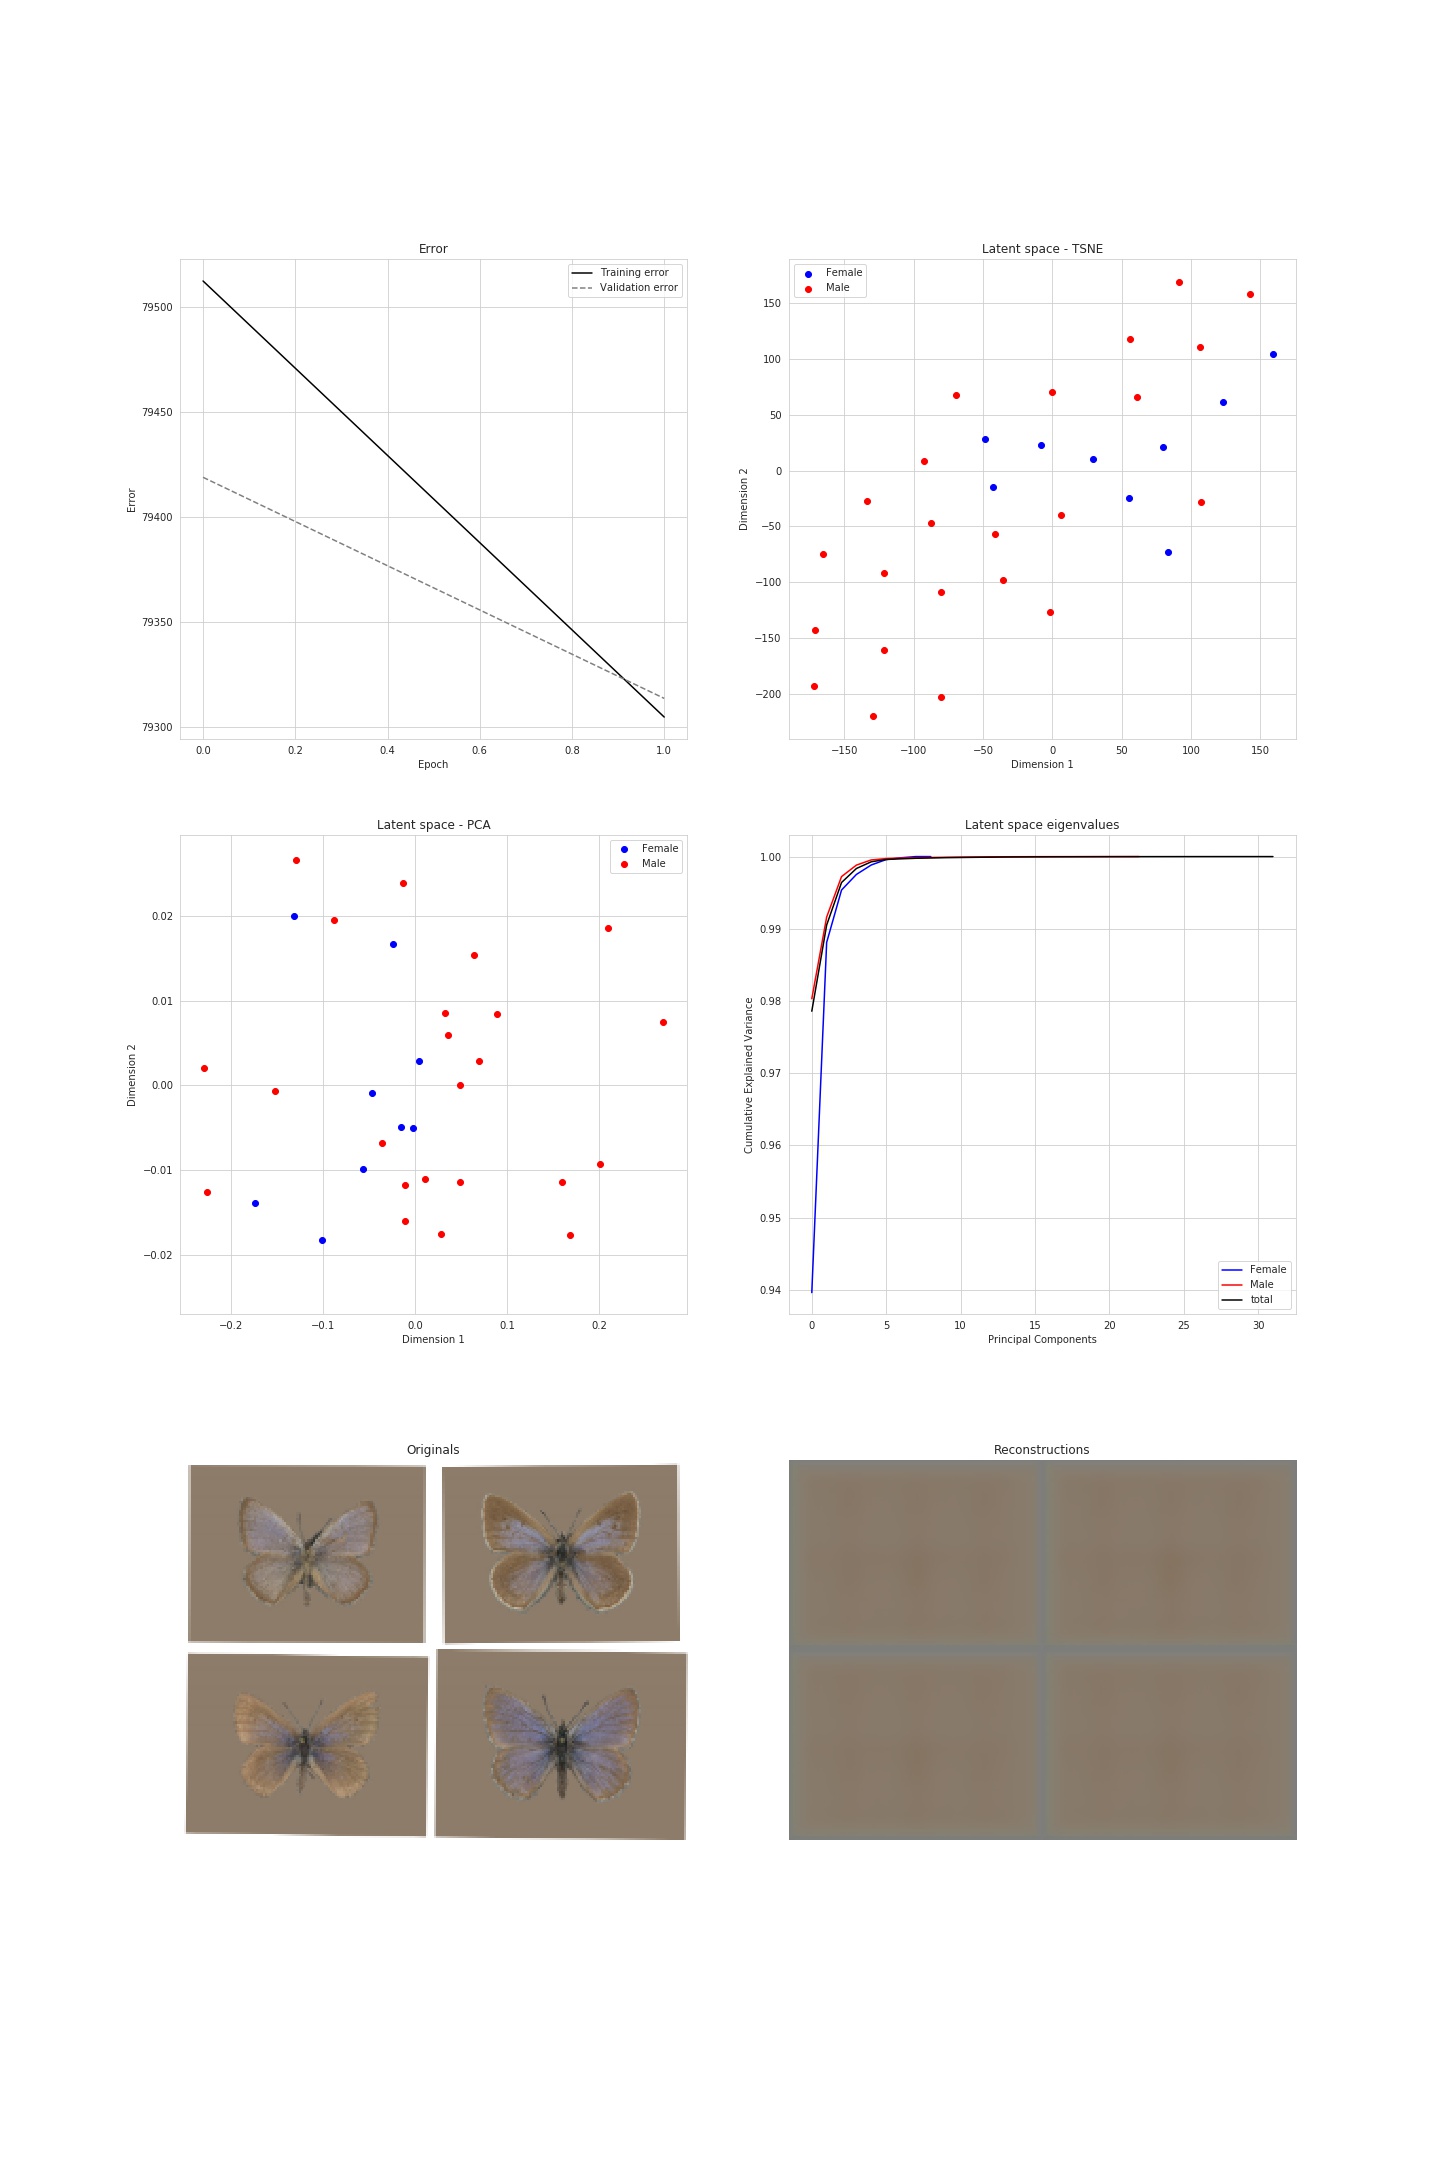 Error
Training error
Validation error
79500
79450
79400
79350
79300
Error
0.0 0.2 0.4 0.6 0.8 1.0
Epoch
Latent space - TSNE
Female
Male
150
100
50
0
−50
−100
−150
−200
Dimension 2
−150 −100 −50 0 50 100 150
Dimension 1
Latent space - PCA
Female
Male
0.02
0.01
0.00
−0.01
−0.02
Dimension 2
−0.2 −0.1 0.0 0.1 0.2
Dimension 1
Latent space eigenvalues
1.00
0.99
0.98
0.97
0.96
0.95
0.94
Cumulative Explained Variance
Female
Male
total
0 5 10 15 20 25 30
Principal Components
Originals
Reconstructions